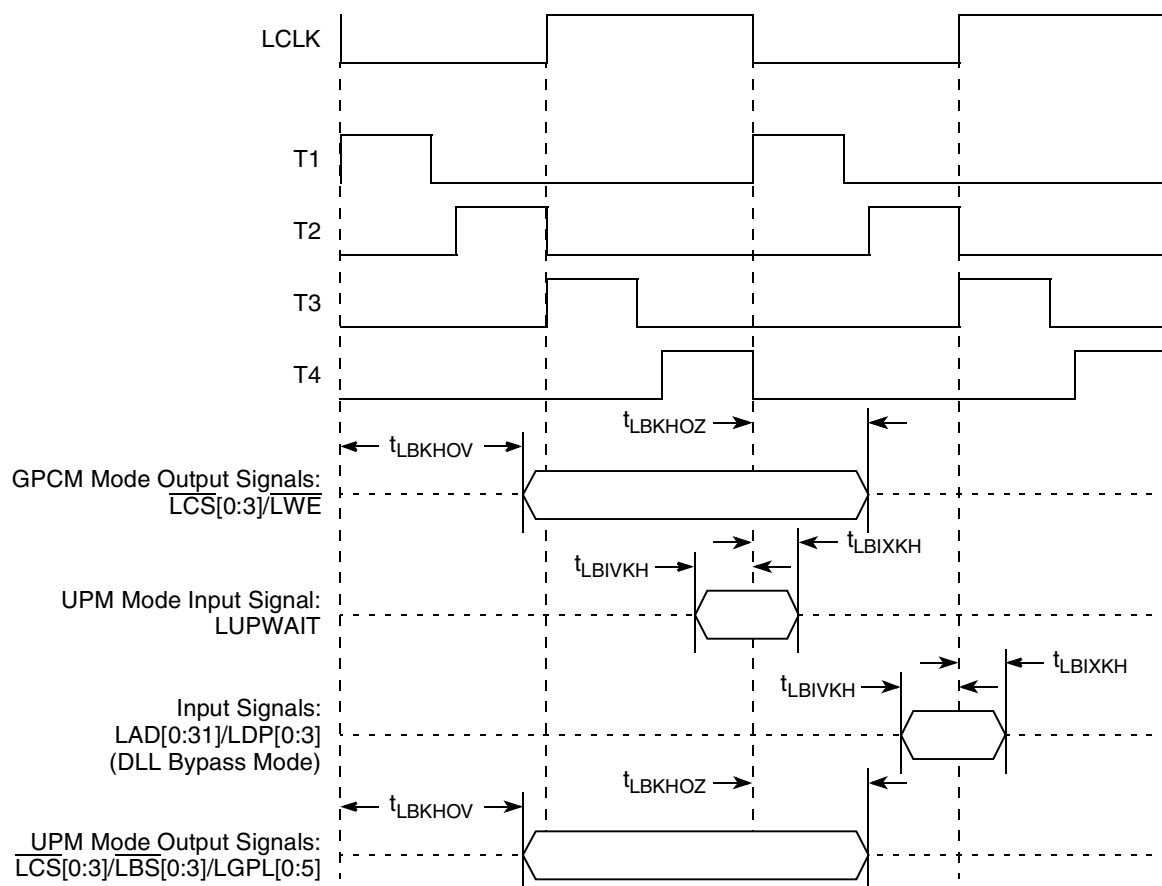 LCLK
T1
T2
T3
T4
tLBKHOZ
tLBKHOV
GPCM Mode Output Signals:
LCS[0:3]/LWE
tLBIXKH
tLBIVKH
UPM Mode Input Signal:
LUPWAIT
tLBIXKH
tLBIVKH
Input Signals:
LAD[0:31]/LDP[0:3]
(DLL Bypass Mode)
tLBKHOZ
tLBKHOV
UPM Mode Output Signals:
LCS[0:3]/LBS[0:3]/LGPL[0:5]